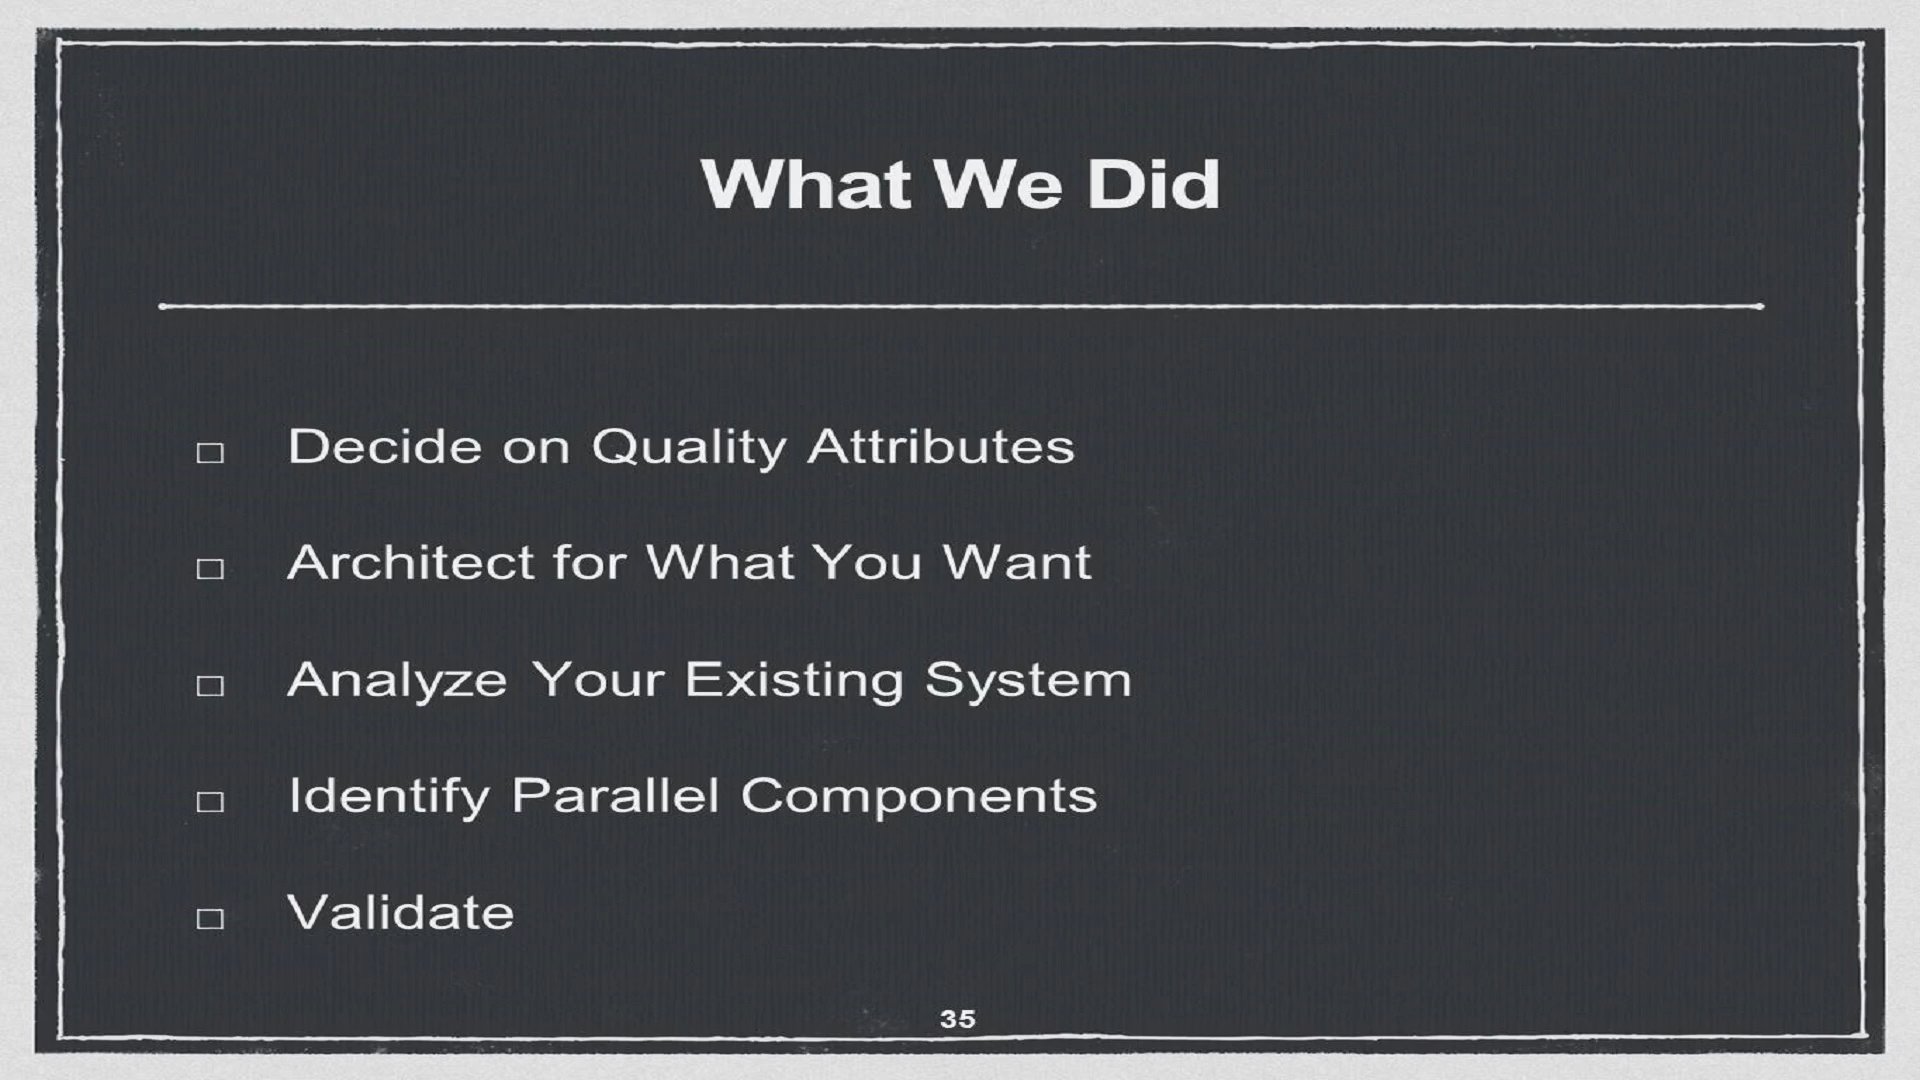 What We Did
Decide on Quality Attributes
Architect for What You Want
Analyze Your Existing System
Identify Parallel Components
Validate
35